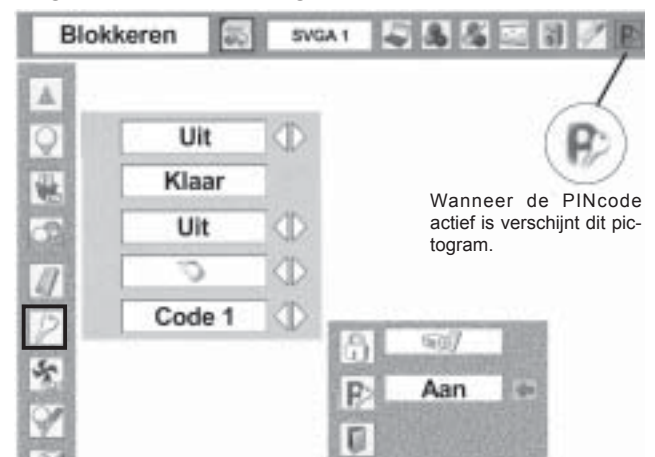 Blokkeren SVGA 1
Uit
Klaar
Uit
Code 1
Wanneer de PINcode
actief is verschijnt dit pic-
togram.
Aan